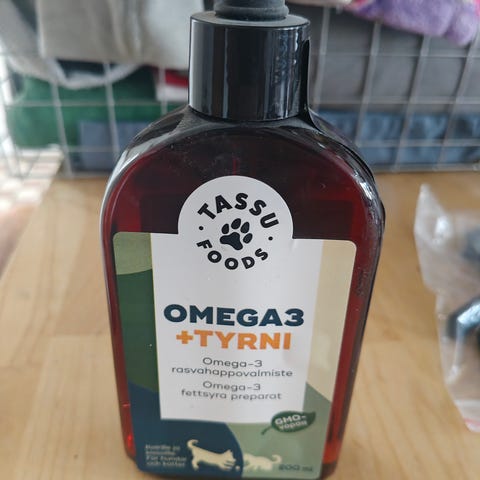 TASSU
FOODS
OMEGA3
+TYRNI
Omega-3
rasvahappovalmiste
Omega-3
fettsyra preparat
GMO-
vapaa
Koirille ja
kissoille
För hundar
och katter
500 ml